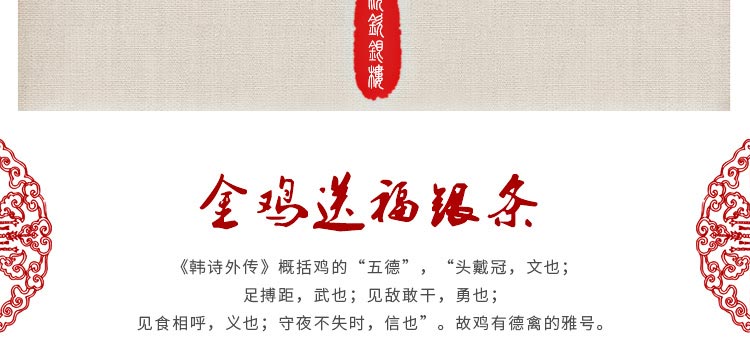 銀樓
金鸡送福银条
《韩诗外传》概括鸡的“五德”，“头戴冠，文也；
足搏距，武也；见敌敢干，勇也；
见食相呼，义也；守夜不失时，信也”。故鸡有德禽的雅号。